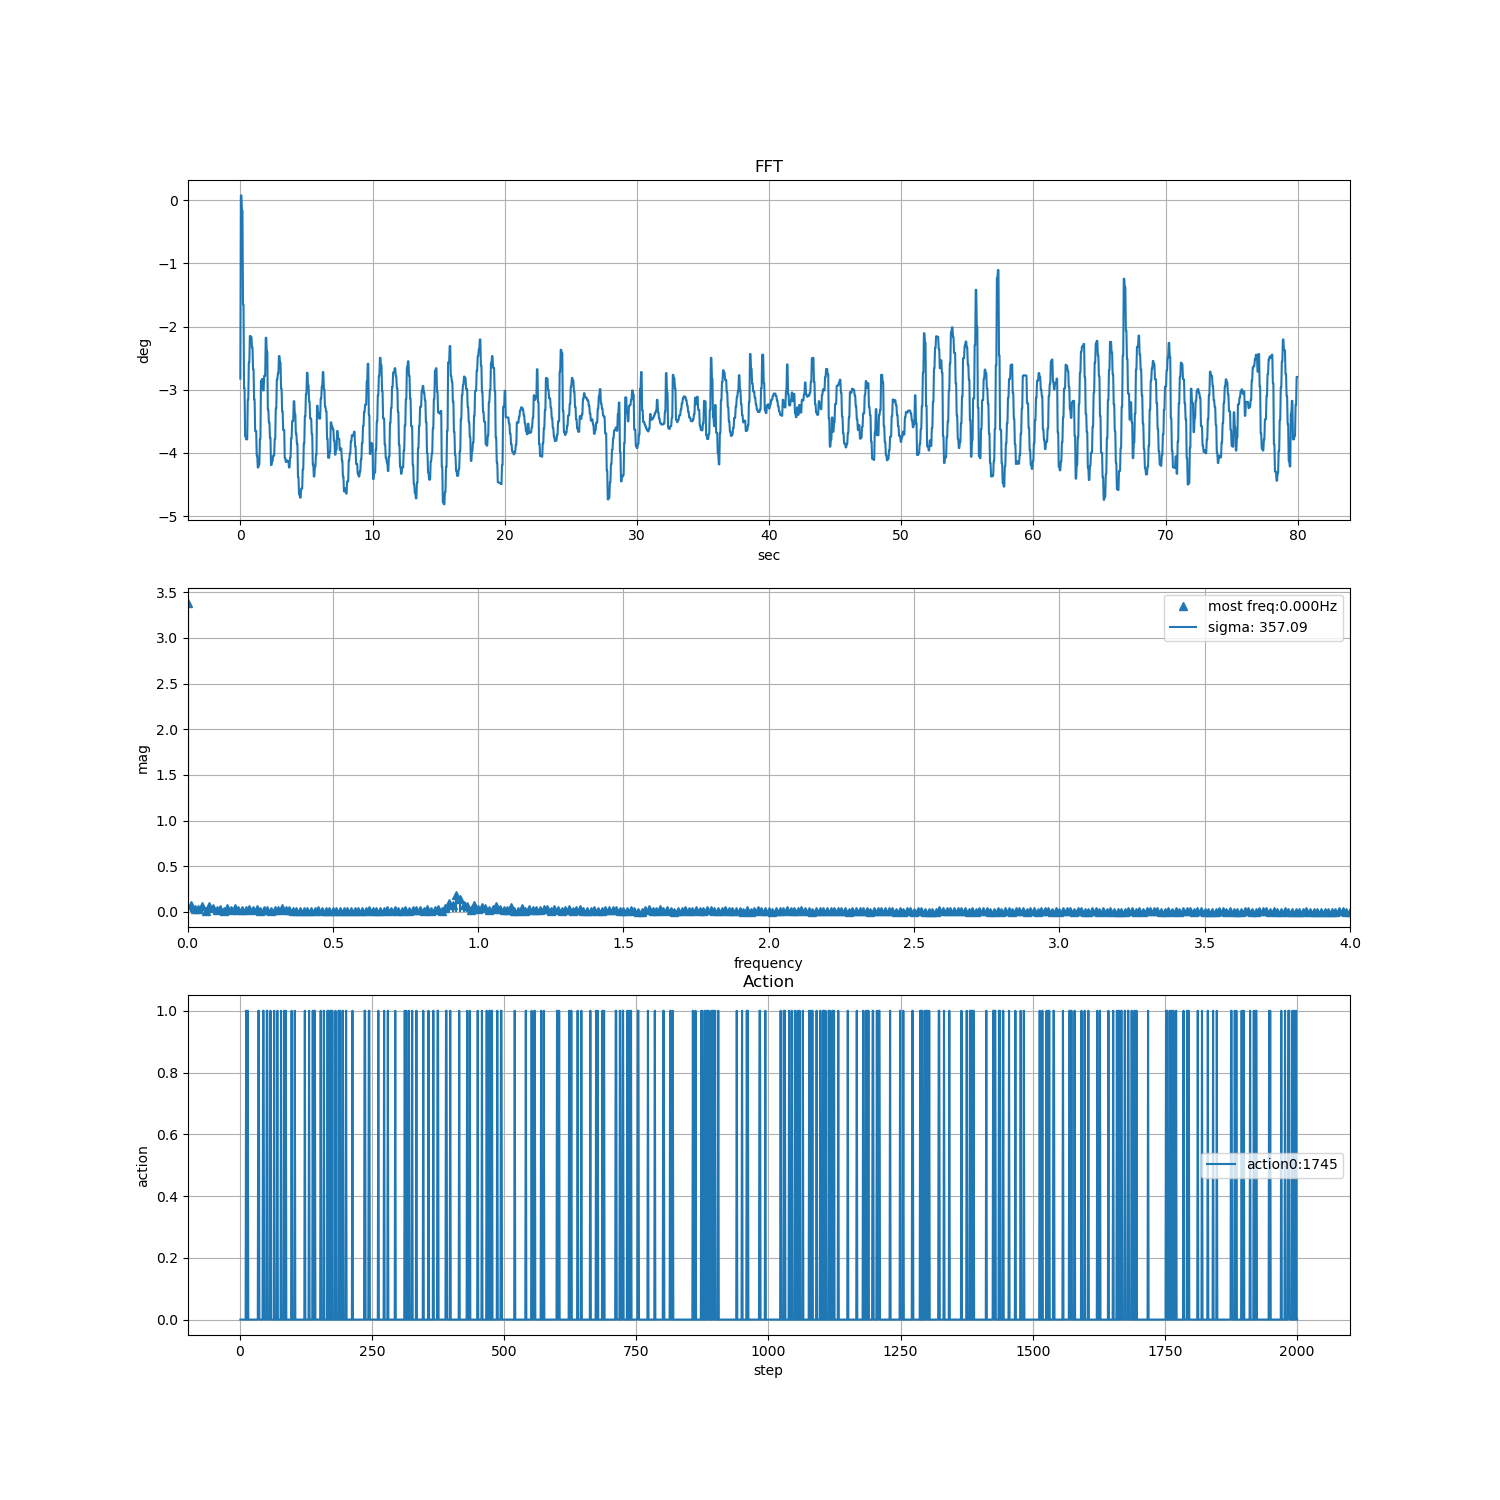 FFT
0
−1
−2
−3
−4
−5
deg
0 10 20 30 40 50 60 70 80
sec
3.5
3.0
2.5
2.0
1.5
1.0
0.5
0.0
mag
most freq:0.000Hz
sigma: 357.09
0.0 0.5 1.0 1.5 2.0 2.5 3.0 3.5 4.0
frequency
Action
1.0
0.8
0.6
0.4
0.2
0.0
action
action0:1745
0 250 500 750 1000 1250 1500 1750 2000
step